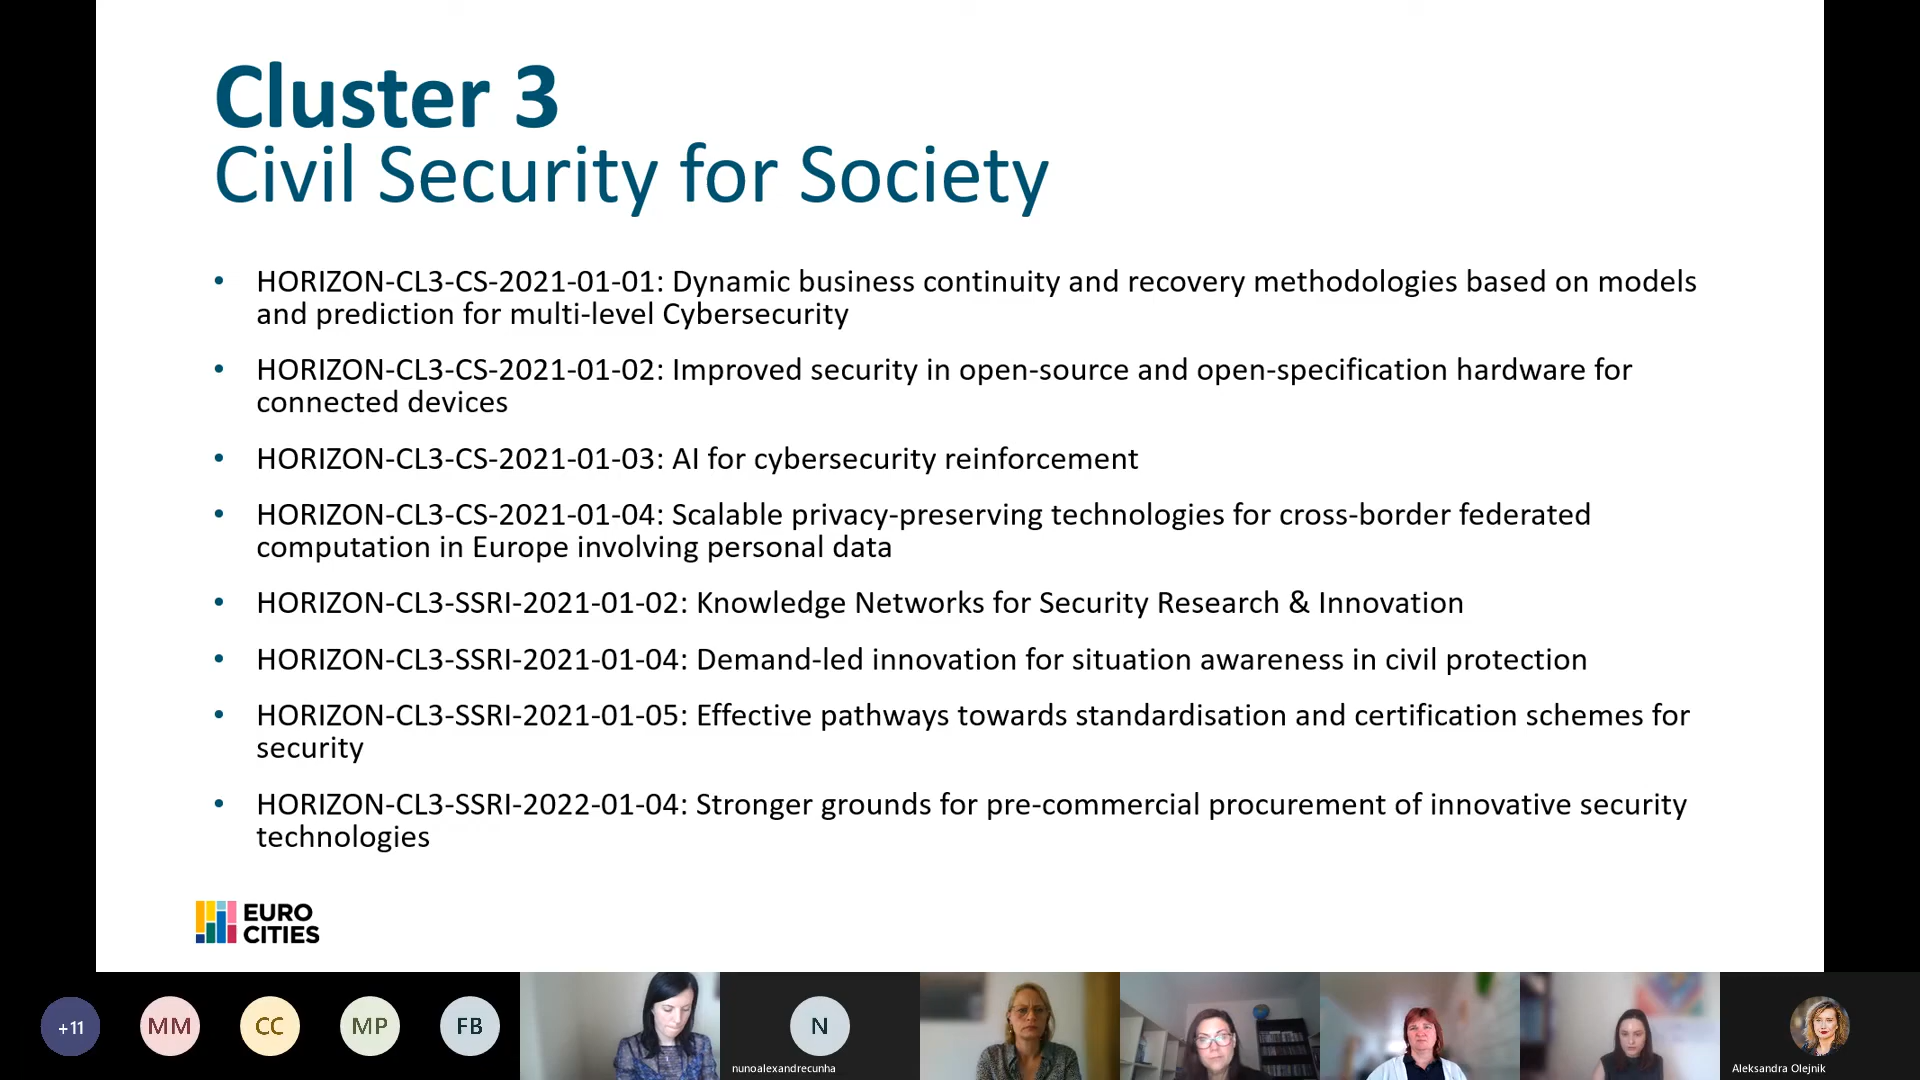 Cluster 3
Civil Security for Society
• HORIZON-CL3-CS-2021-01-01: Dynamic business continuity and recovery methodologies based on models
and prediction for multi-level Cybersecurity
• HORIZON-CL3-CS-2021-01-02: Improved security in open-source and open-specification hardware for
connected devices
• HORIZON-CL3-CS-2021-01-03: AI for cybersecurity reinforcement
• HORIZON-CL3-CS-2021-01-04: Scalable privacy-preserving technologies for cross-border federated
computation in Europe involving personal data
• HORIZON-CL3-SSRI-2021-01-02: Knowledge Networks for Security Research & Innovation
• HORIZON-CL3-SSRI-2021-01-04: Demand-led innovation for situation awareness in civil protection
• HORIZON-CL3-SSRI-2021-01-05: Effective pathways towards standardisation and certification schemes for
security
• HORIZON-CL3-SSRI-2022-01-04: Stronger grounds for pre-commercial procurement of innovative security
technologies
EURO
CITIES
+11 MM CC MP FB N
nunoalexandrecunha
Aleksandra Olejnik